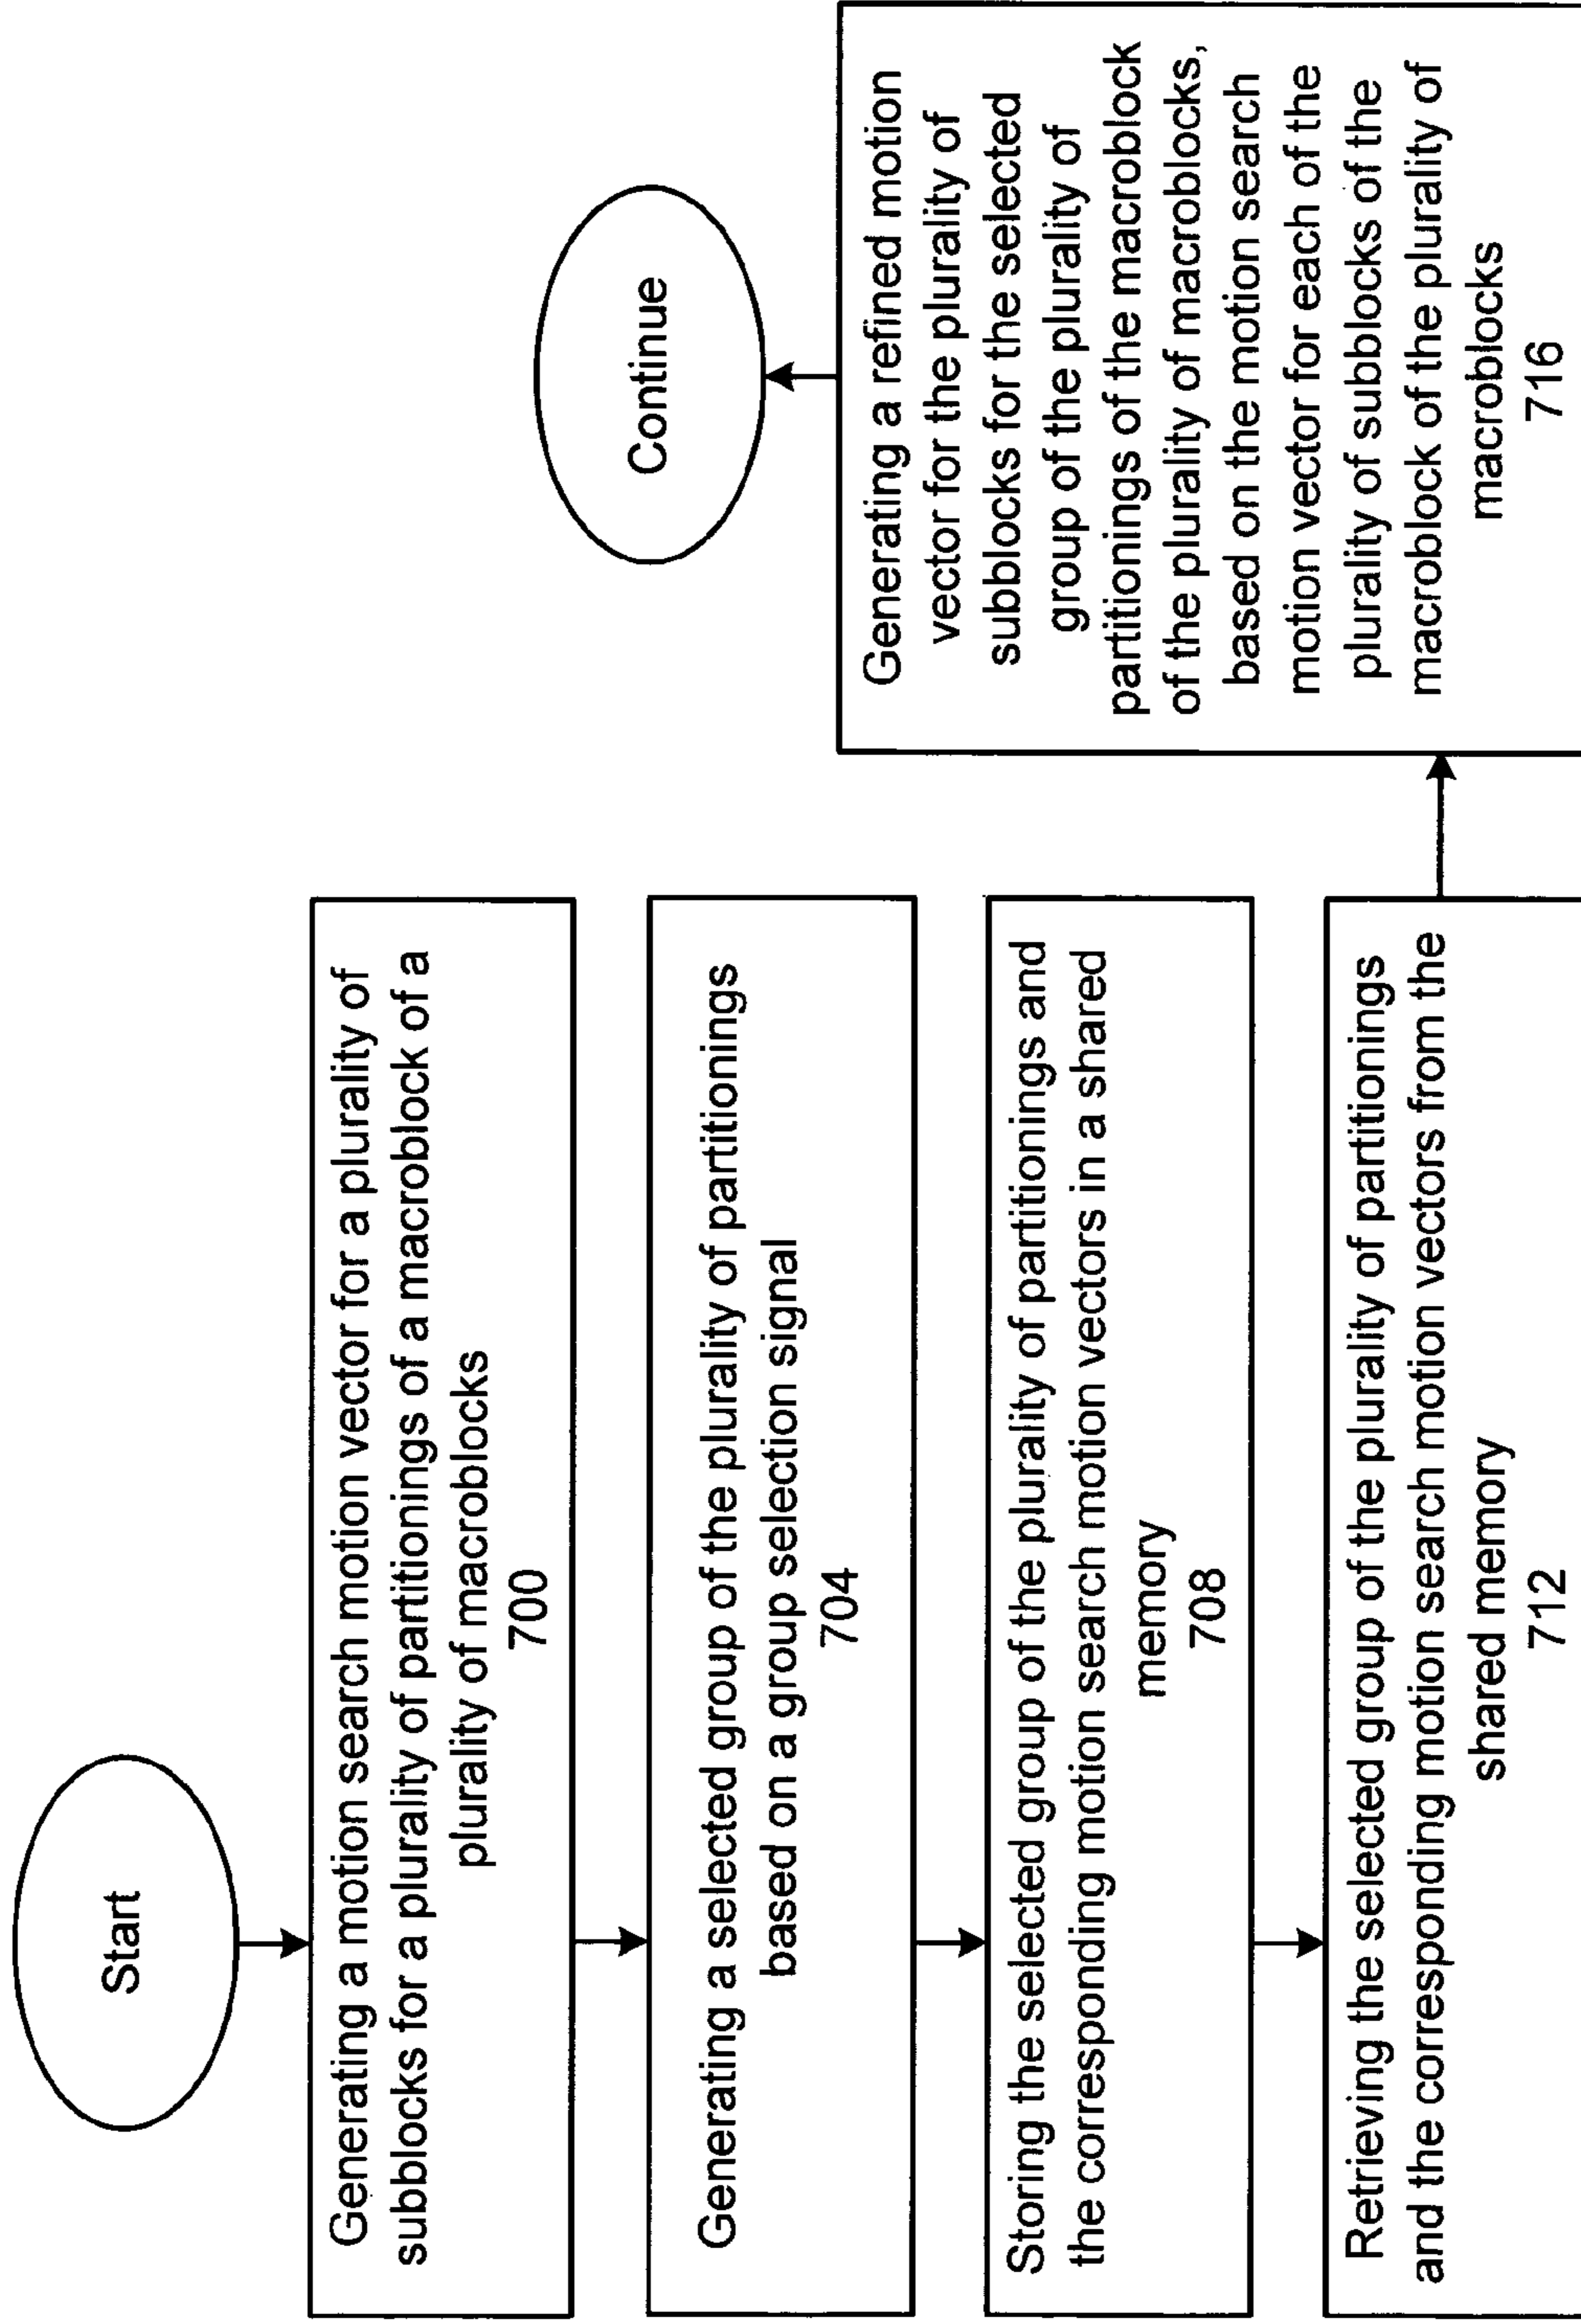 Start
Generating a motion search motion vector for a plurality of
subblocks for a plurality of partitionings of a macroblock of a
plurality of macroblocks
700
Generating a selected group of the plurality of partitionings
based on a group selection signal
704
Storing the selected group of the plurality of partitionings and
the corresponding motion search motion vectors in a shared
memory
708
Retrieving the selected group of the plurality of partitionings
and the corresponding motion search motion vectors from the
shared memory
712
Generating a refined motion
vector for the plurality of
subblocks for the selected
group of the plurality of
partitionings of the macroblock
of the plurality of macroblocks,
based on the motion search
motion vector for each of the
plurality of subblocks of the
macroblock of the plurality of
macroblocks
716
Continue